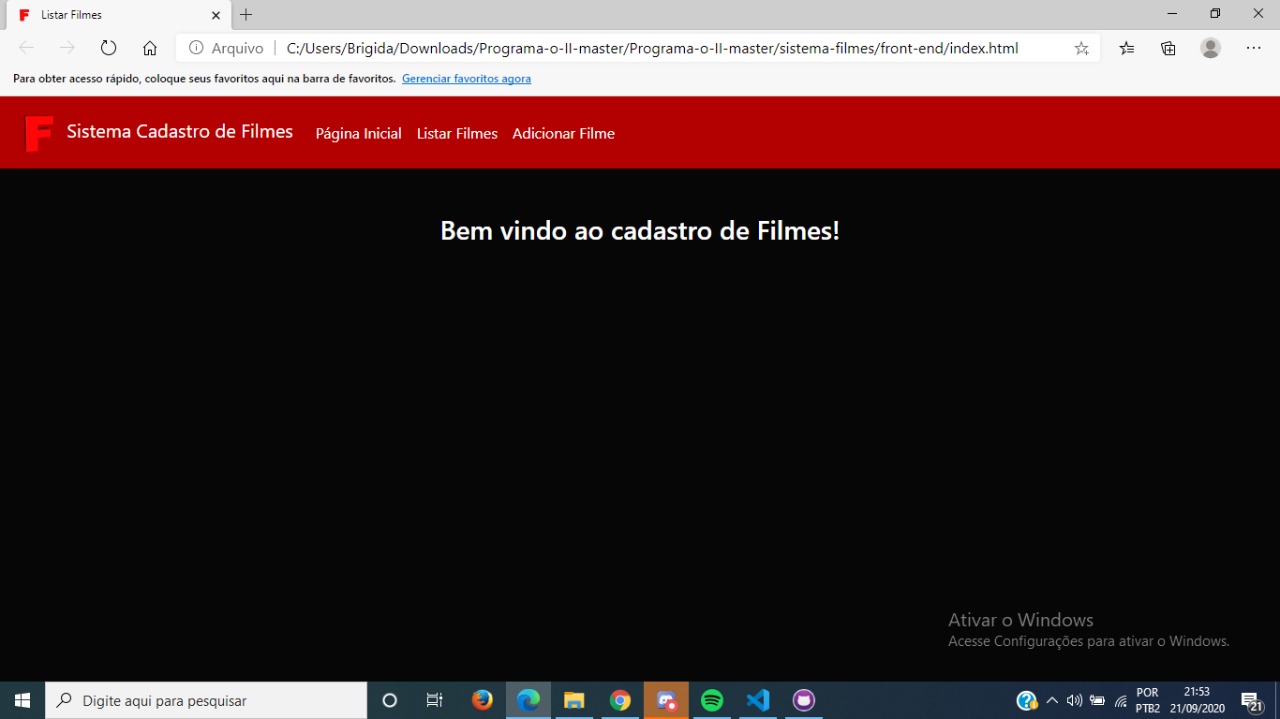 Listar Filmes
Arquivo
C:/Users/Brigida/Downloads/Programa-o-II-master/Programa-o-II-master/sistema-filmes/front-end/index.html
Para obter acesso rápido, coloque seus favoritos aqui na barra de favoritos. Gerenciar favoritos agora
F Sistema Cadastro de Filmes Página Inicial Listar Filmes Adicionar Filme
Bem vindo ao cadastro de Filmes!
Ativar o Windows
Acesse Configurações para ativar o Windows.
Digite aqui para pesquisar
POR
PTB2
21:53
21/09/2020
21